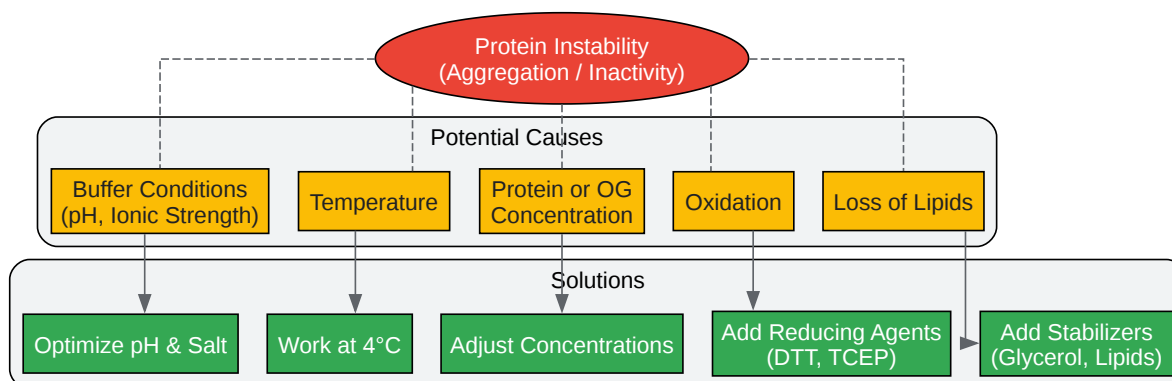 Protein Instability
(Aggregation / Inactivity)
Potential Causes
Buffer Conditions
(pH, Ionic Strength)
Temperature
Protein or OG
Concentration
Oxidation
Loss of Lipids
Solutions
Optimize pH & Salt
Work at 4°C
Adjust Concentrations
Add Reducing Agents
(DTT, TCEP)
Add Stabilizers
(Glycerol, Lipids)